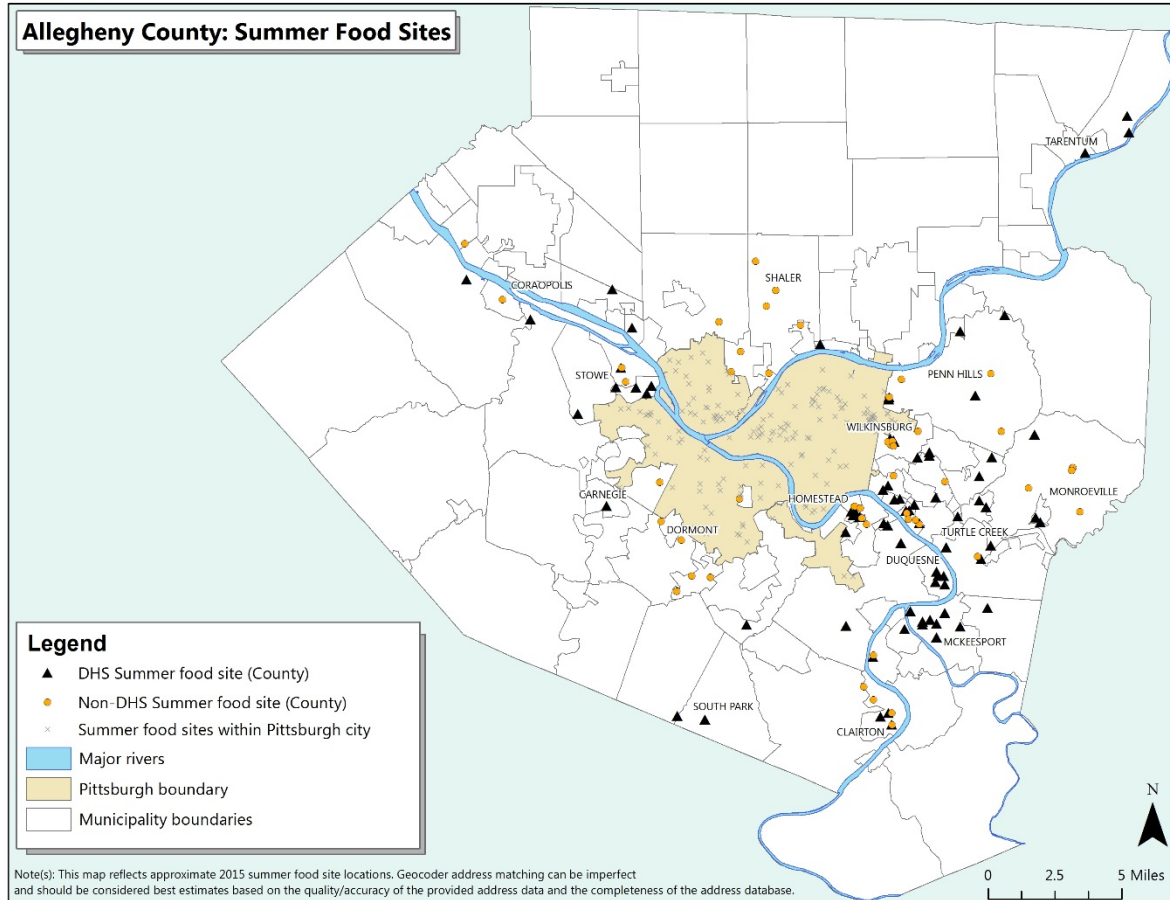 Allegheny County: Summer Food Sites
TARENTUM
SHALER
CORAOPOLIS
STOWE
PENN HILLS
WILKINSBURG
CARNEGIE
HOMESTEAD
MONROEVILLE
DORMONT
TURTLE CREEK
DUQUESNE
MCKEESPORT
SOUTH PARK
CLAIRTON
Legend
DHS Summer food site (County)
Non-DHS Summer food site (County)
Summer food sites within Pittsburgh city
Major rivers
Pittsburgh boundary
Municipality boundaries
N
Note(s): This map reflects approximate 2015 summer food site locations. Geocoder address matching can be imperfect
and should be considered best estimates based on the quality/accuracy of the provided address data and the completeness of the address database.
0 2.5 5 Miles